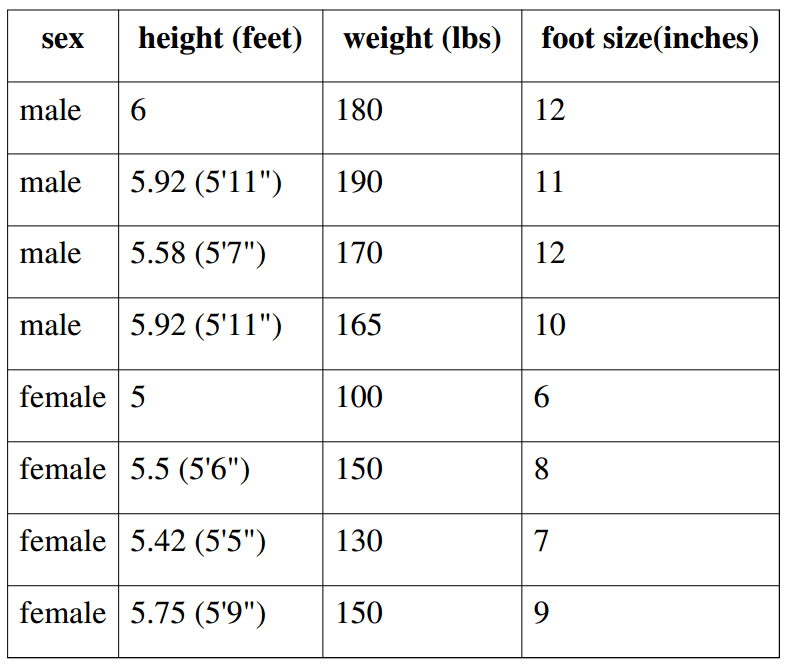 sex height (feet) weight (lbs) foot size(inches)
male 6 180 12
male 5.92 (5'11") 190 11
male 5.58 (5'7") 170 12
male 5.92 (5'11") 165 10
female 5 100 6
female 5.5 (5'6") 150 8
female 5.42 (5'5") 130 7
female 5.75 (5'9") 150 9